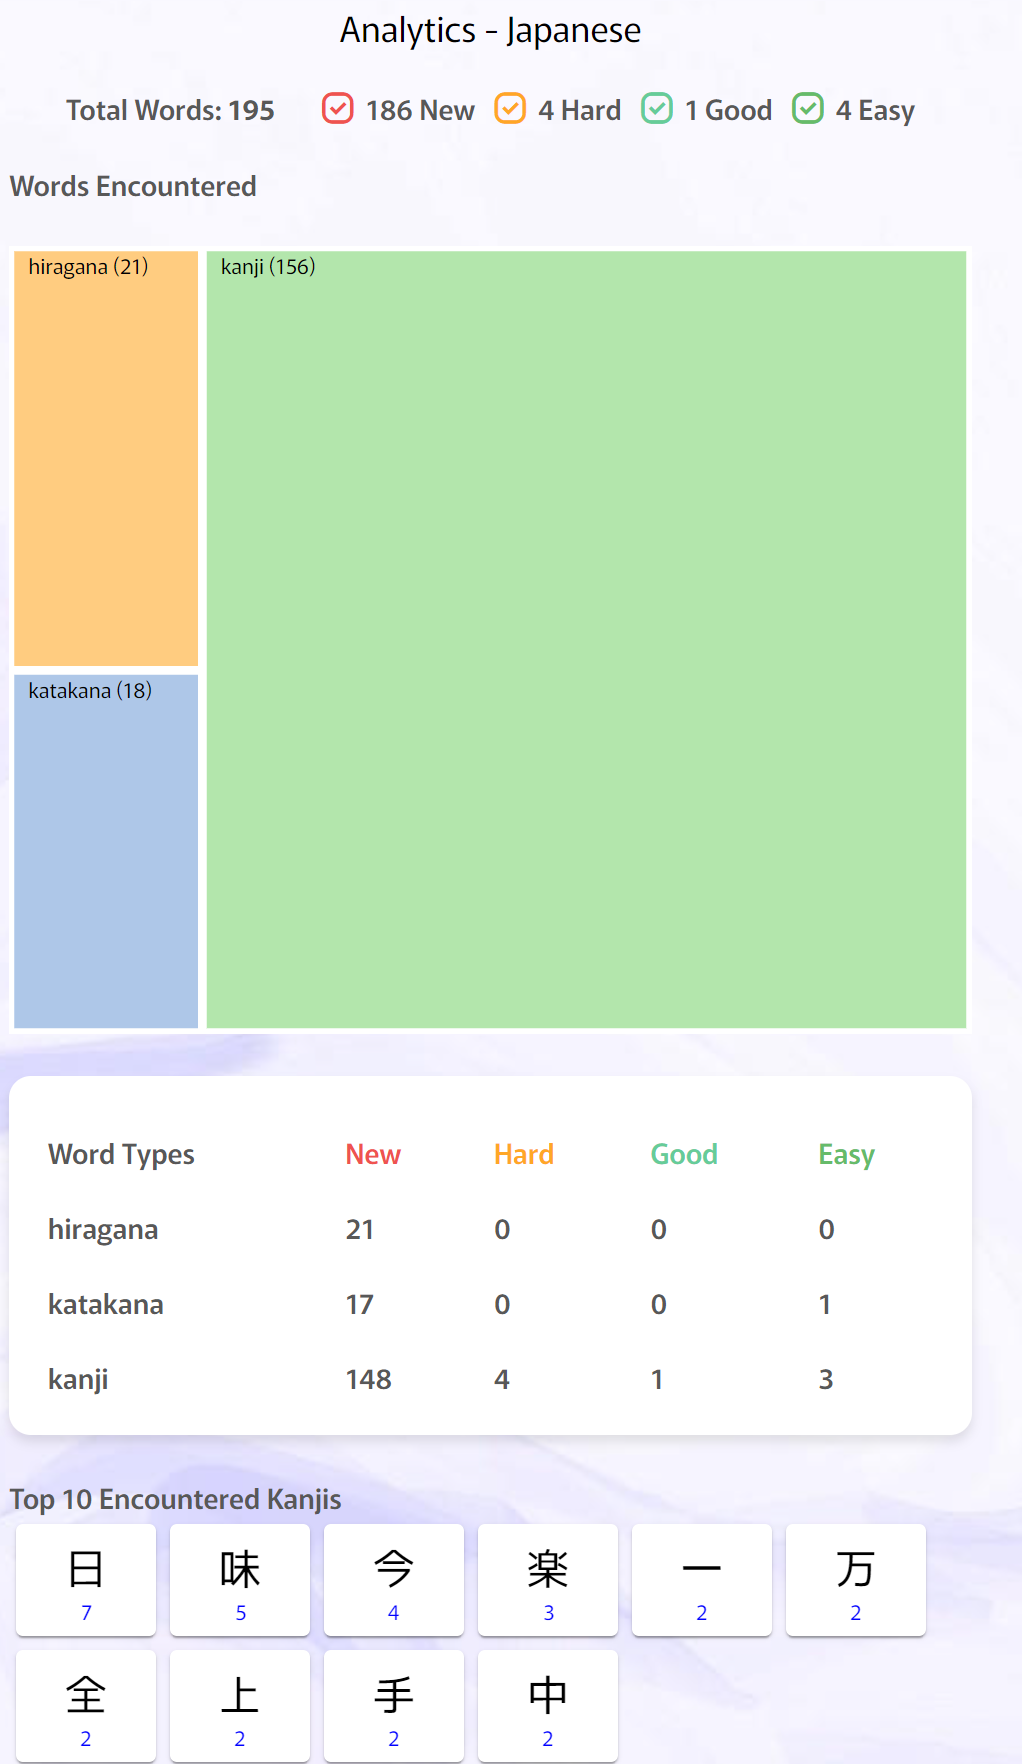 Analytics - Japanese
Total Words: 195 186 New 4 Hard 1 Good 4 Easy
Words Encountered
hiragana (21)
kanji (156)
katakana (18)
Word Types New Hard Good Easy
hiragana 21 0 0 0
katakana 17 0 0 1
kanji 148 4 1 3
Top 10 Encountered Kanjis
日 味 今 楽 一 万
7 5 4 3 2 2
全 上 手 中
2 2 2 2